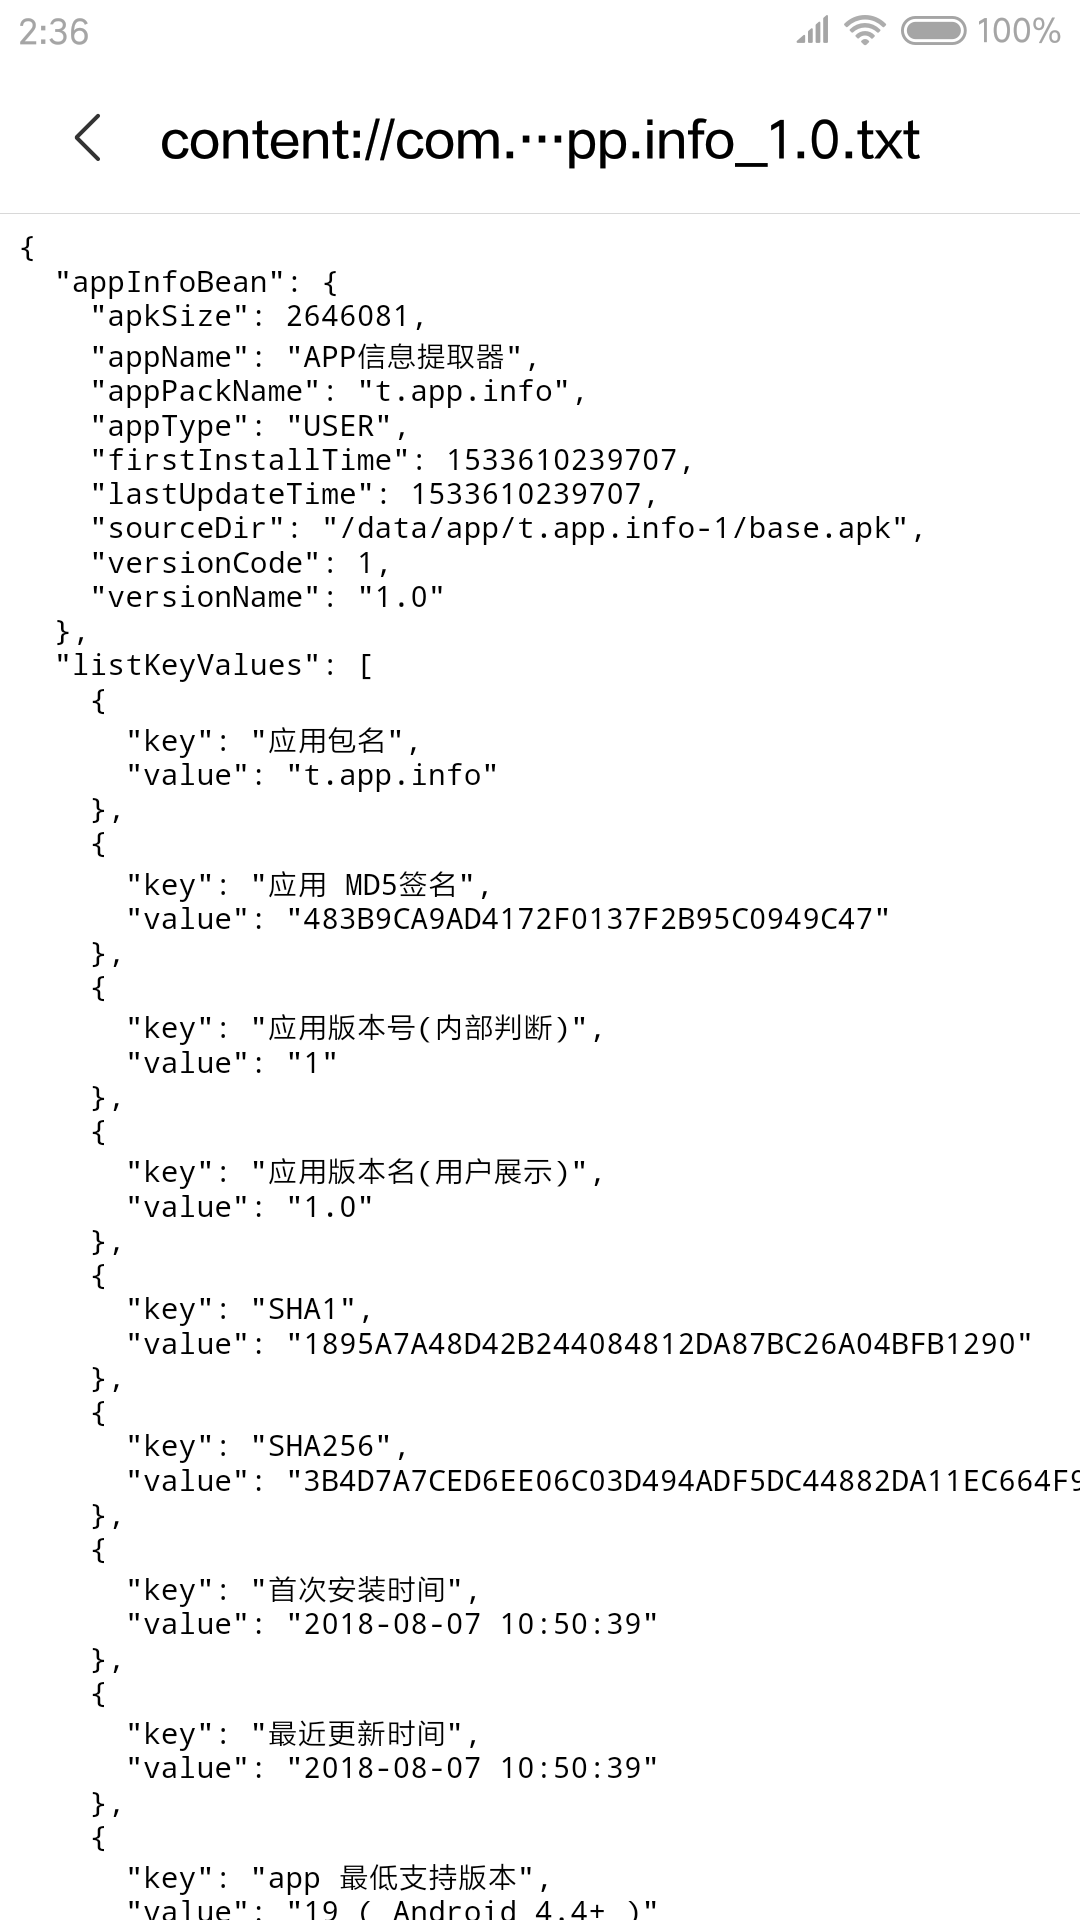 2:36 100%
content://com.…pp.info_1.0.txt
{
  "appInfoBean": {
    "apkSize": 2646081,
    "appName": "APP信息提取器",
    "appPackName": "t.app.info",
    "appType": "USER",
    "firstInstallTime": 1533610239707,
    "lastUpdateTime": 1533610239707,
    "sourceDir": "/data/app/t.app.info-1/base.apk",
    "versionCode": 1,
    "versionName": "1.0"
  },
  "listKeyValues": [
    {
      "key": "应用包名",
      "value": "t.app.info"
    },
    {
      "key": "应用 MD5签名",
      "value": "483B9CA9AD4172F0137F2B95C0949C47"
    },
    {
      "key": "应用版本号(内部判断)",
      "value": "1"
    },
    {
      "key": "应用版本名(用户展示)",
      "value": "1.0"
    },
    {
      "key": "SHA1",
      "value": "1895A7A48D42B244084812DA87BC26A04BFB1290"
    },
    {
      "key": "SHA256",
      "value": "3B4D7A7CED6EE06C03D494ADF5DC44882DA11EC664F9
    },
    {
      "key": "首次安装时间",
      "value": "2018-08-07 10:50:39"
    },
    {
      "key": "最近更新时间",
      "value": "2018-08-07 10:50:39"
    },
    {
      "key": "app 最低支持版本",
      "value": "19 ( Android 4.4+ )"